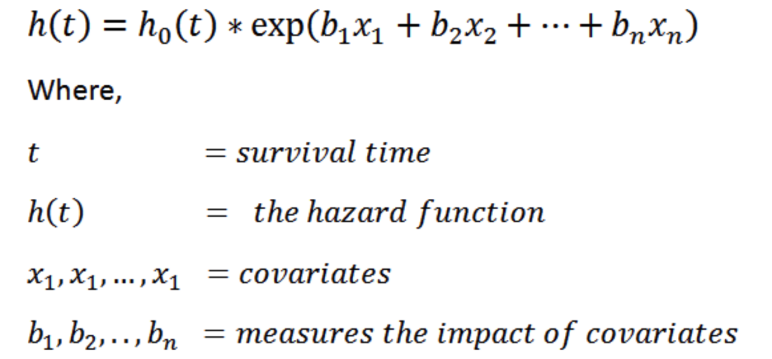 h(t) = h₀(t) ∗ exp(b₁x₁ + b₂x₂ + ⋯ + bₙxₙ)
Where,
t = survival time
h(t) = the hazard function
x₁, x₁, ..., x₁ = covariates
b₁, b₂, . . , bₙ = measures the impact of covariates